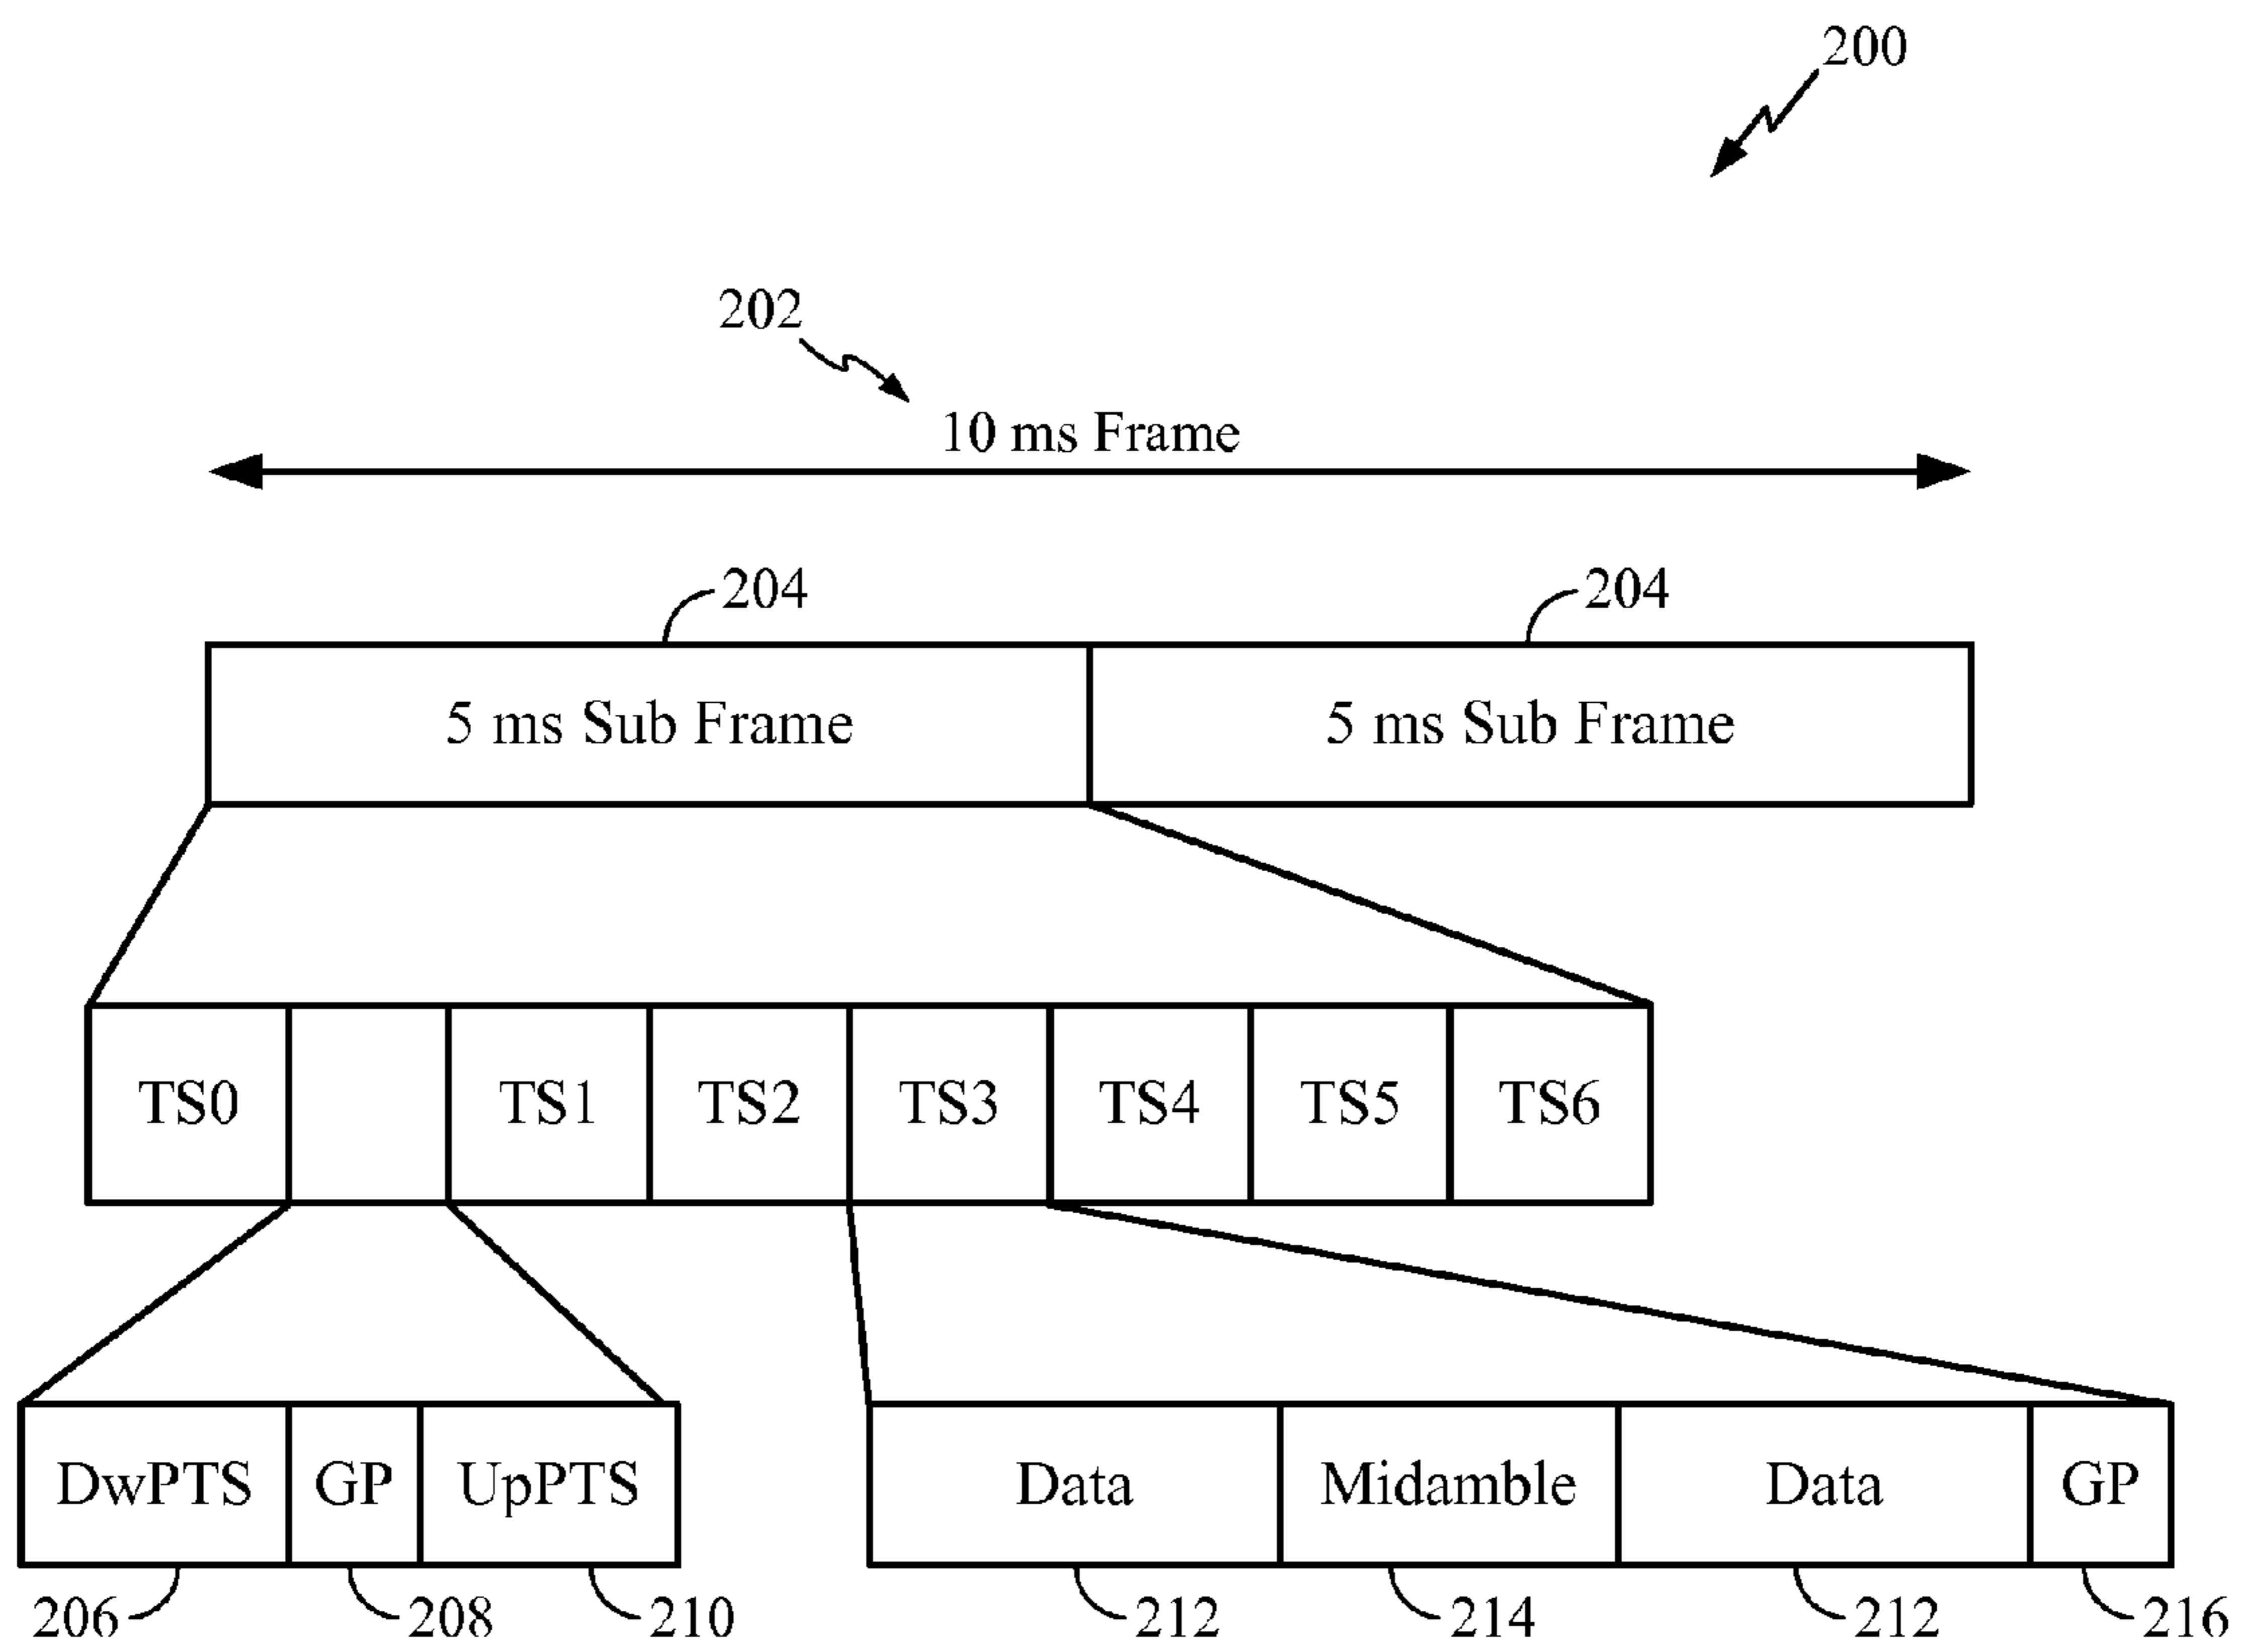 200
202
10 ms Frame
204 204
5 ms Sub Frame 5 ms Sub Frame
TS0 TS1 TS2 TS3 TS4 TS5 TS6
DwPTS GP UpPTS Data Midamble Data GP
206 208 210 212 214 212 216